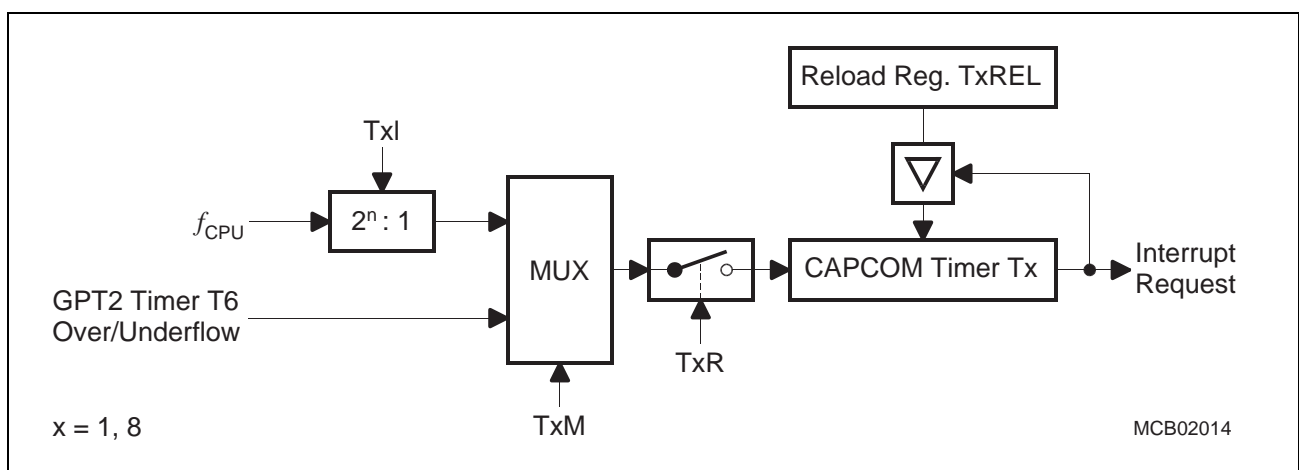 Reload Reg. TxREL
TxI
fCPU
2ⁿ : 1
MUX
CAPCOM Timer Tx
Interrupt
Request
GPT2 Timer T6
Over/Underflow
TxR
TxM
x = 1, 8
MCB02014